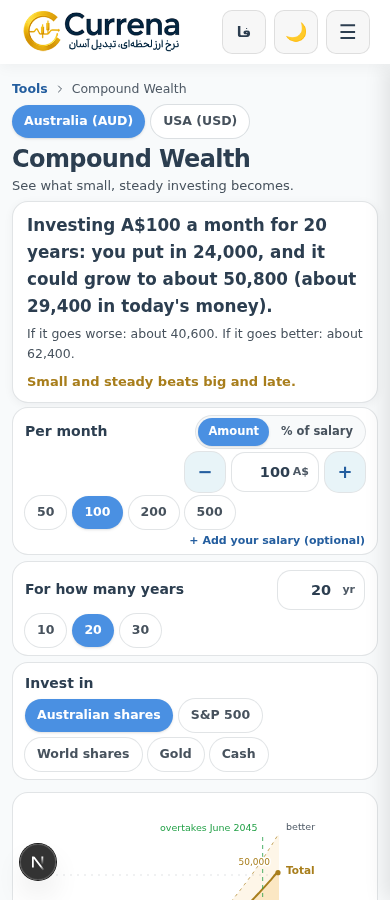 Currena
نرخ ارز لحظه‌ای، تبدیل آسان
فا
Tools > Compound Wealth
Australia (AUD) USA (USD)
Compound Wealth
See what small, steady investing becomes.
Investing A$100 a month for 20
years: you put in 24,000, and it
could grow to about 50,800 (about
29,400 in today's money).
If it goes worse: about 40,600. If it goes better: about
62,400.
Small and steady beats big and late.
Per month Amount % of salary
− 100 A$ +
50 100 200 500
+ Add your salary (optional)
For how many years 20 yr
10 20 30
Invest in
Australian shares S&P 500
World shares Gold Cash
overtakes June 2045 better
50,000
Total
N